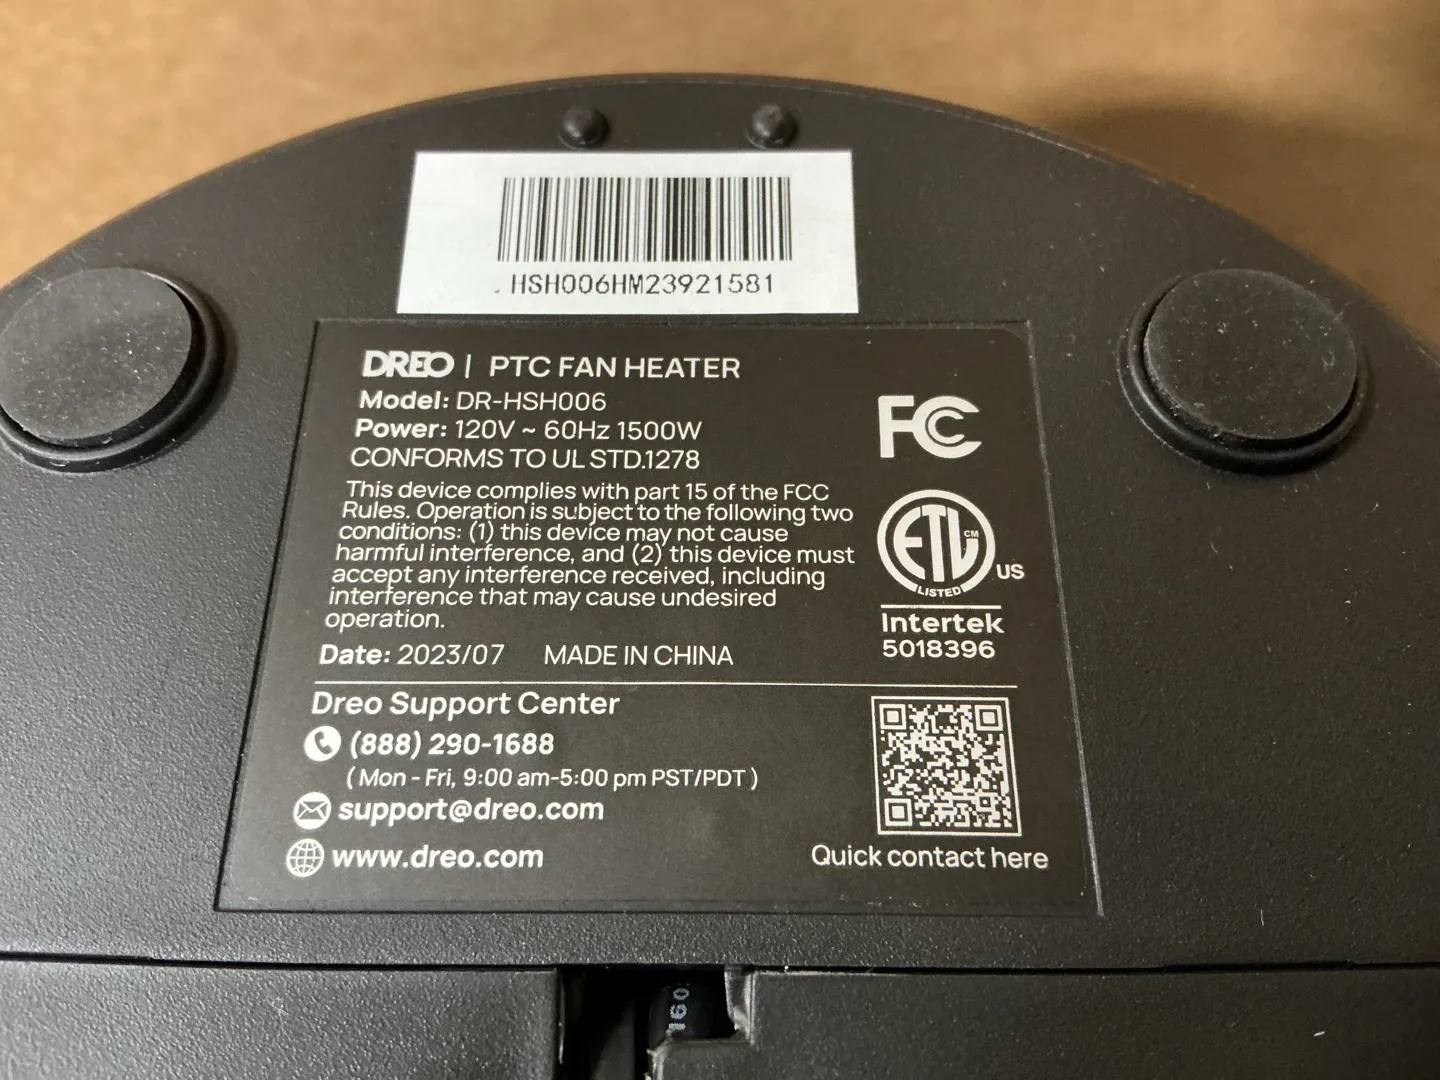 .HSH006HM23921581
DREO | PTC FAN HEATER
Model: DR-HSH006
Power: 120V ~ 60Hz 1500W
CONFORMS TO UL STD.1278
This device complies with part 15 of the FCC
Rules. Operation is subject to the following two
conditions: (1) this device may not cause
harmful interference, and (2) this device must
accept any interference received, including
interference that may cause undesired
operation.
Date: 2023/07 MADE IN CHINA
FC
ETL CM
LISTED
US
Intertek
5018396
Dreo Support Center
(888) 290-1688
( Mon - Fri, 9:00 am-5:00 pm PST/PDT )
support@dreo.com
www.dreo.com
Quick contact here
160